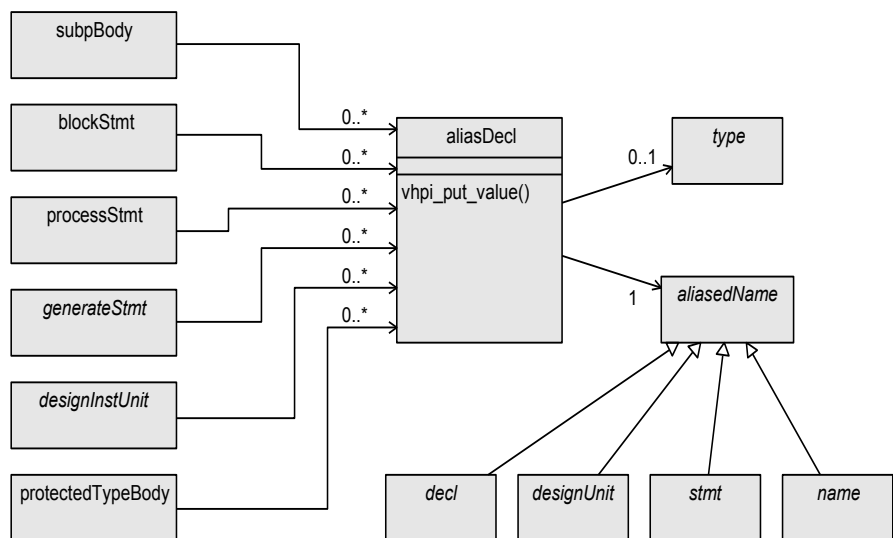 subpBody
blockStmt
processStmt
generateStmt
designInstUnit
protectedTypeBody
0..*
0..*
0..*
0..*
0..*
0..*
aliasDecl
vhpi_put_value()
0..1
type
1
aliasedName
decl
designUnit
stmt
name